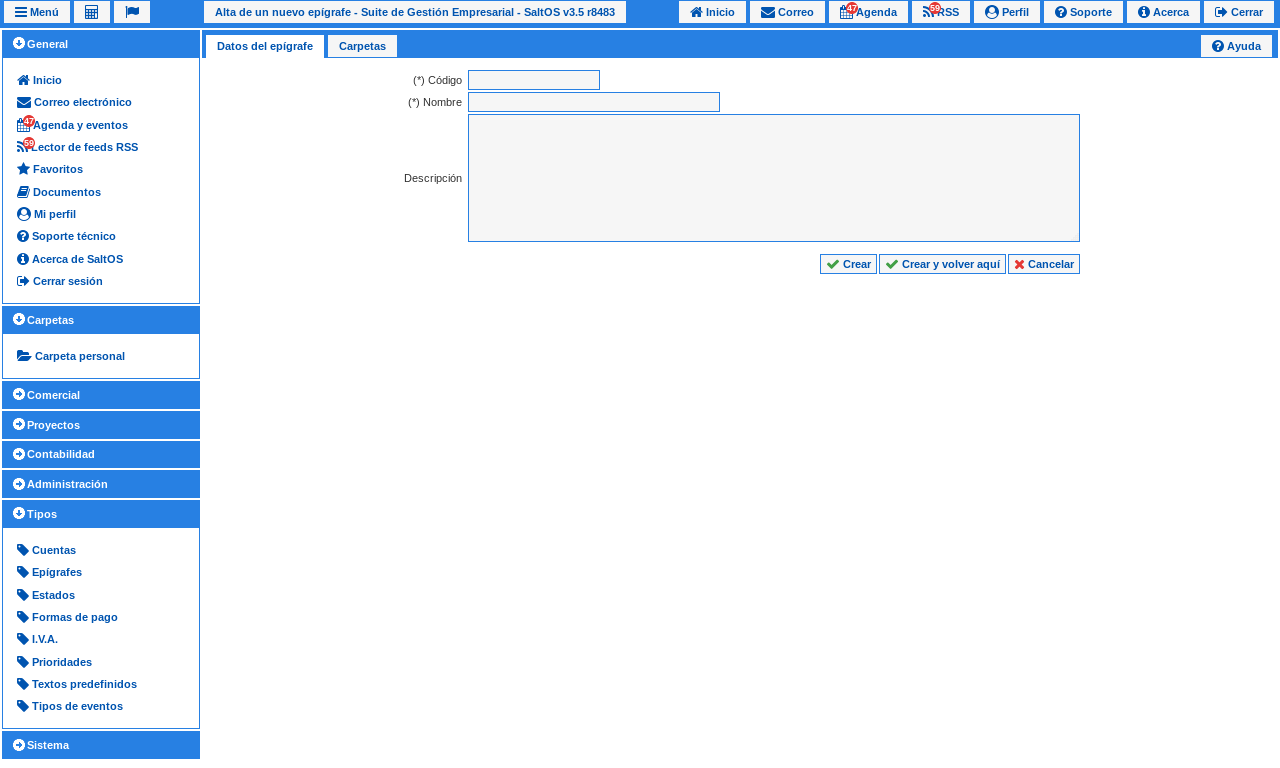 Menú
Alta de un nuevo epígrafe - Suite de Gestión Empresarial - SaltOS v3.5 r8483
Inicio
Correo
47 Agenda
59 RSS
Perfil
Soporte
Acerca
Cerrar
General
Inicio
Correo electrónico
47 Agenda y eventos
59 Lector de feeds RSS
Favoritos
Documentos
Mi perfil
Soporte técnico
Acerca de SaltOS
Cerrar sesión
Carpetas
Carpeta personal
Comercial
Proyectos
Contabilidad
Administración
Tipos
Cuentas
Epígrafes
Estados
Formas de pago
I.V.A.
Prioridades
Textos predefinidos
Tipos de eventos
Sistema
Datos del epígrafe
Carpetas
Ayuda
(*) Código
(*) Nombre
Descripción
Crear
Crear y volver aquí
Cancelar